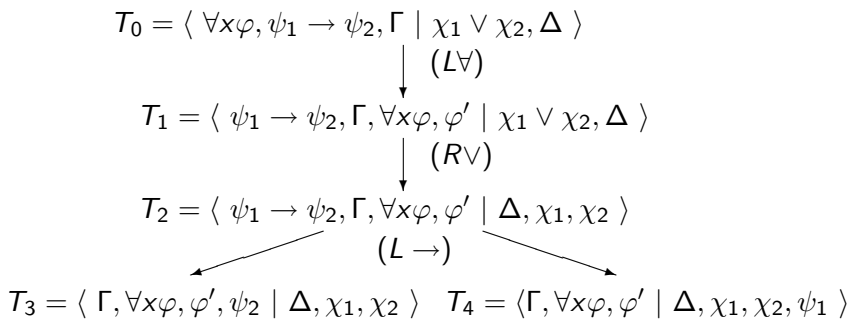 T₀ = ⟨ ∀xφ, ψ₁ → ψ₂, Γ | χ₁ ∨ χ₂, Δ ⟩
(L∀)
T₁ = ⟨ ψ₁ → ψ₂, Γ, ∀xφ, φ′ | χ₁ ∨ χ₂, Δ ⟩
(R∨)
T₂ = ⟨ ψ₁ → ψ₂, Γ, ∀xφ, φ′ | Δ, χ₁, χ₂ ⟩
(L →)
T₃ = ⟨ Γ, ∀xφ, φ′, ψ₂ | Δ, χ₁, χ₂ ⟩ T₄ = ⟨Γ, ∀xφ, φ′ | Δ, χ₁, χ₂, ψ₁ ⟩